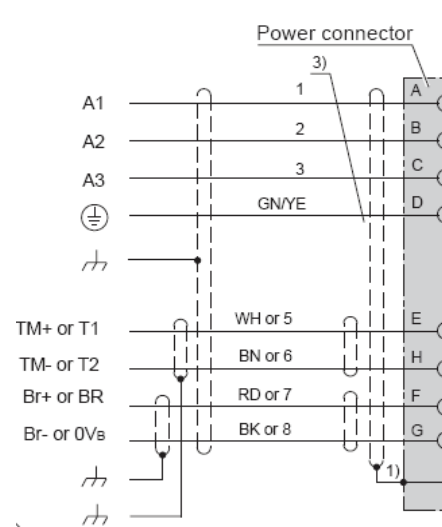 Power connector
3)
A1 1 A
A2 2 B
A3 3 C
GN/YE D
TM+ or T1 WH or 5 E
TM- or T2 BN or 6 H
Br+ or BR RD or 7 F
Br- or 0VB BK or 8 G
1)